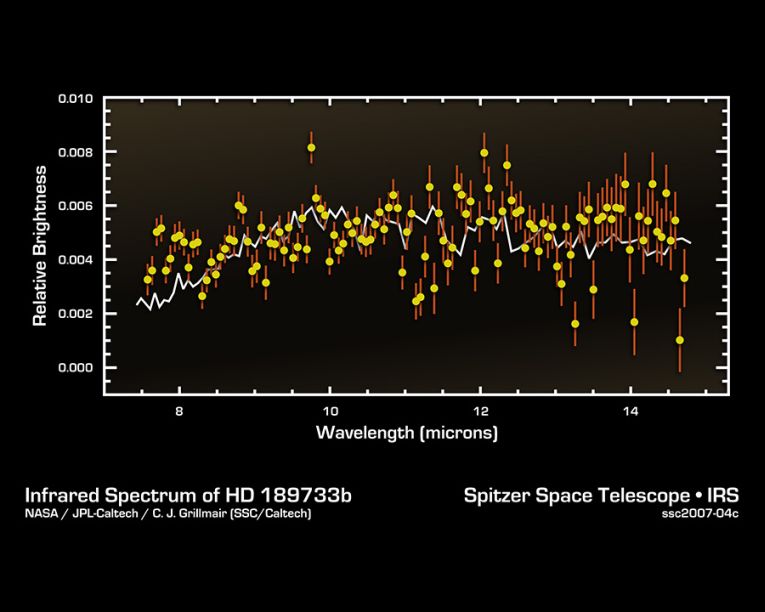 0.010
0.008
0.006
0.004
0.002
0.000
Relative Brightness
8 10 12 14
Wavelength (microns)
Infrared Spectrum of HD 189733b
NASA / JPL-Caltech / C. J. Grillmair (SSC/Caltech)
Spitzer Space Telescope • IRS
ssc2007-04c